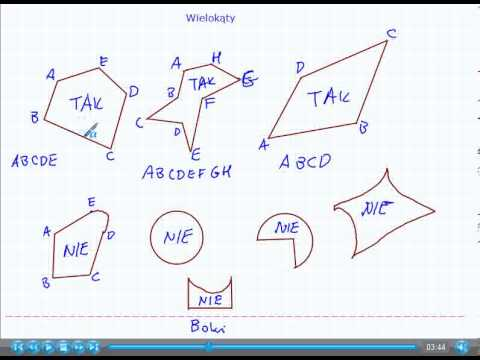 Wielokąty
A E B D C TAK
A H B G F C D E TAK
C D A B TAK
ABCDE
ABCDEFGH
ABCD
A E D B C NIE
NIE
NIE
NIE
NIE
Boki
03:44